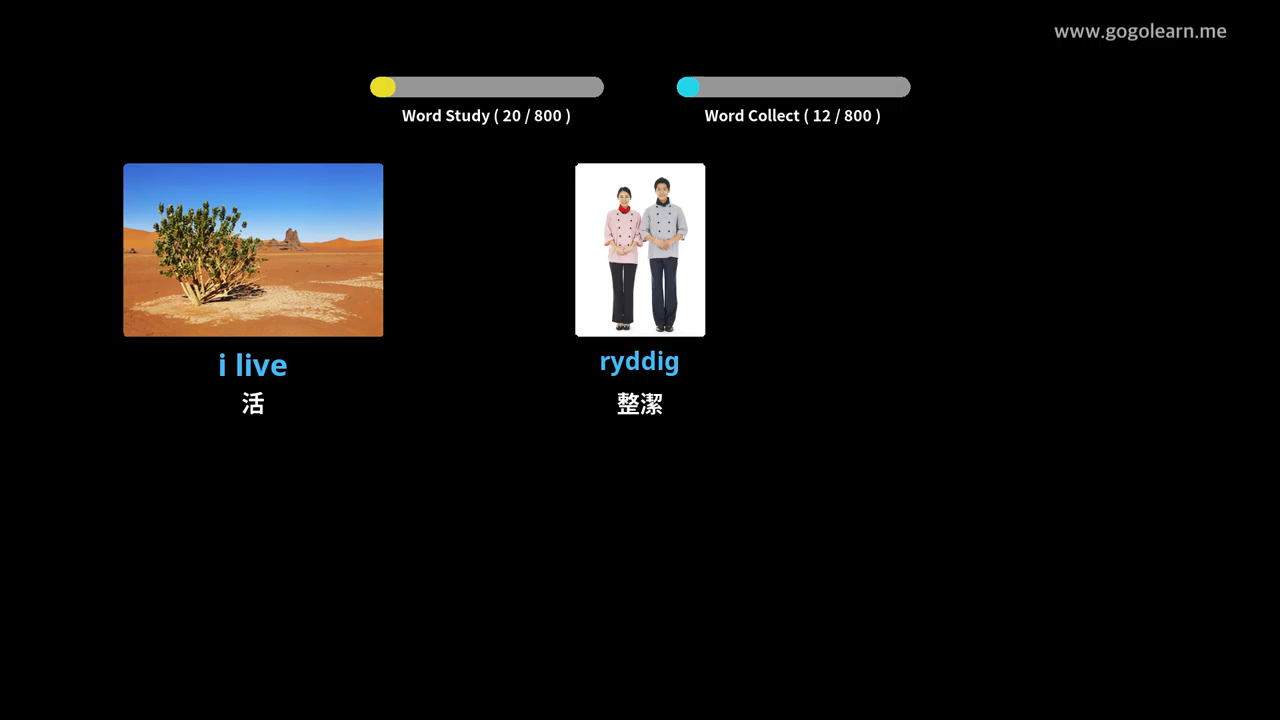 www.gogolearn.me
Word Study ( 20 / 800 )
Word Collect ( 12 / 800 )
i live
活
ryddig
整潔